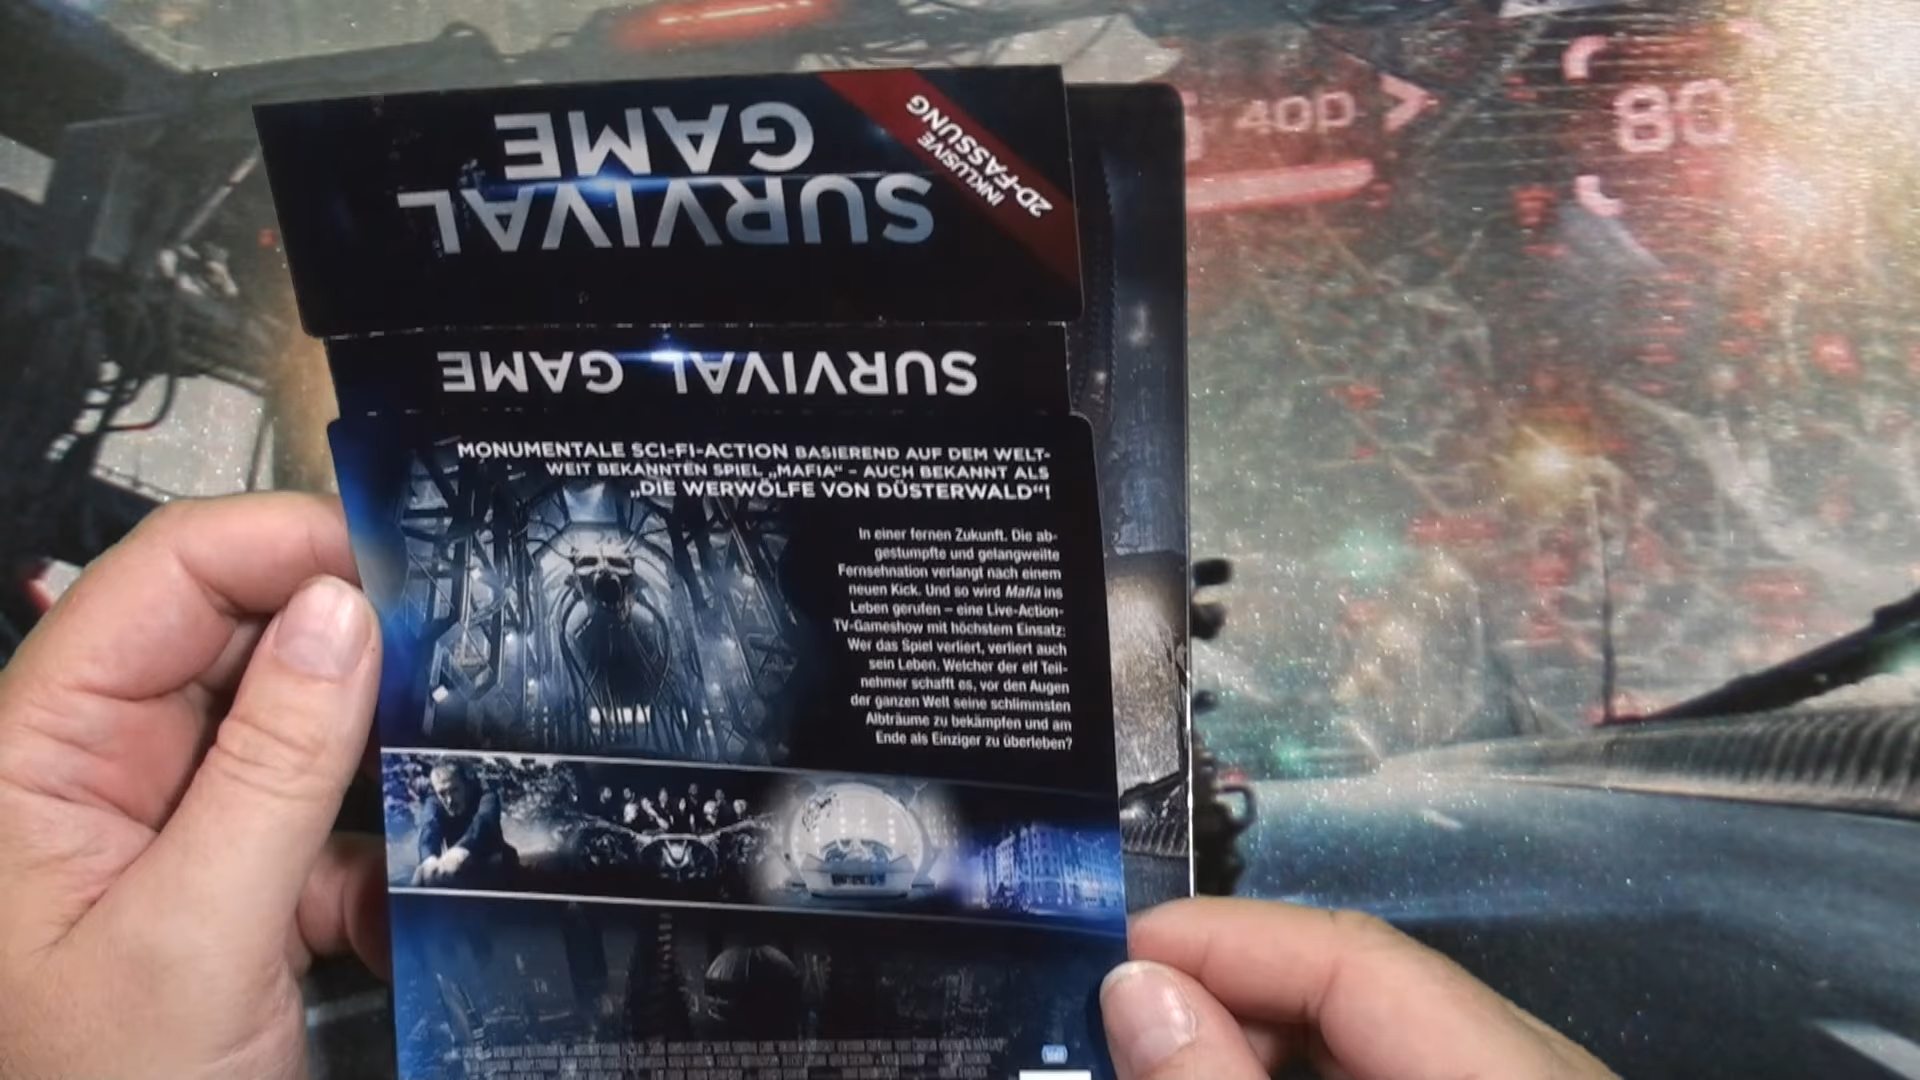 SURVIVAL
GAME
INKLUSIVE
2D-FASSUNG
SURVIVAL GAME
MONUMENTALE SCI-FI-ACTION BASIEREND AUF DEM WELT-
WEIT BEKANNTEN SPIEL „MAFIA“ – AUCH BEKANNT ALS
„DIE WERWÖLFE VON DÜSTERWALD“!
In einer fernen Zukunft. Die ab-
gestumpfte und gelangweilte
Fernsehnation verlangt nach einem
neuen Kick. Und so wird Mafia ins
Leben gerufen – eine Live-Action-
TV-Gameshow mit höchstem Einsatz:
Wer das Spiel verliert, verliert auch
sein Leben. Welcher der elf Teil-
nehmer schafft es, vor den Augen
der ganzen Welt seine schlimmsten
Albträume zu bekämpfen und am
Ende als Einziger zu überleben?
40P
80